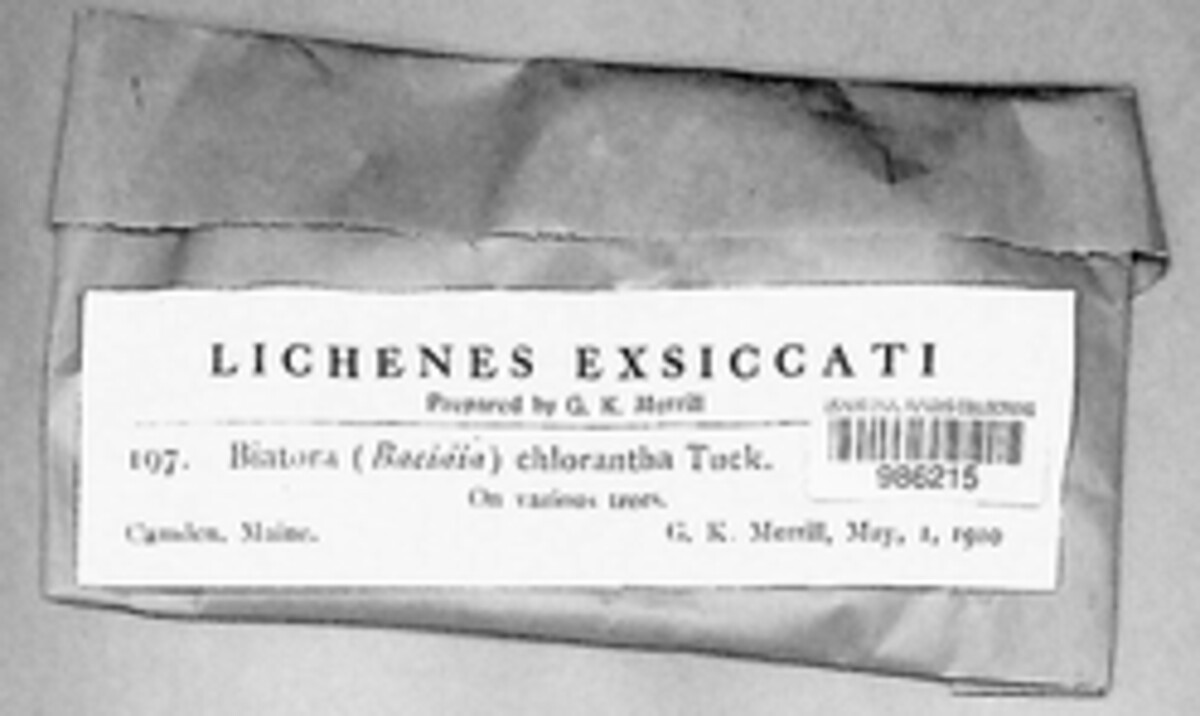 LICHENES EXSICCATI
Prepared by G. K. Merrill
197. Biatora (Bacidia) chlorantha Tuck.
986215
On various trees.
Camden, Maine. G. K. Merrill, May, 1, 1910